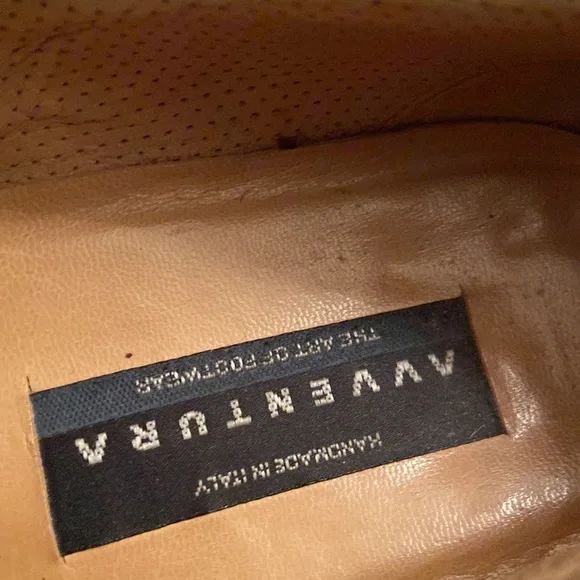 HANDMADE IN ITALY
AVVENTURA
THE ART OF FOOTWEAR